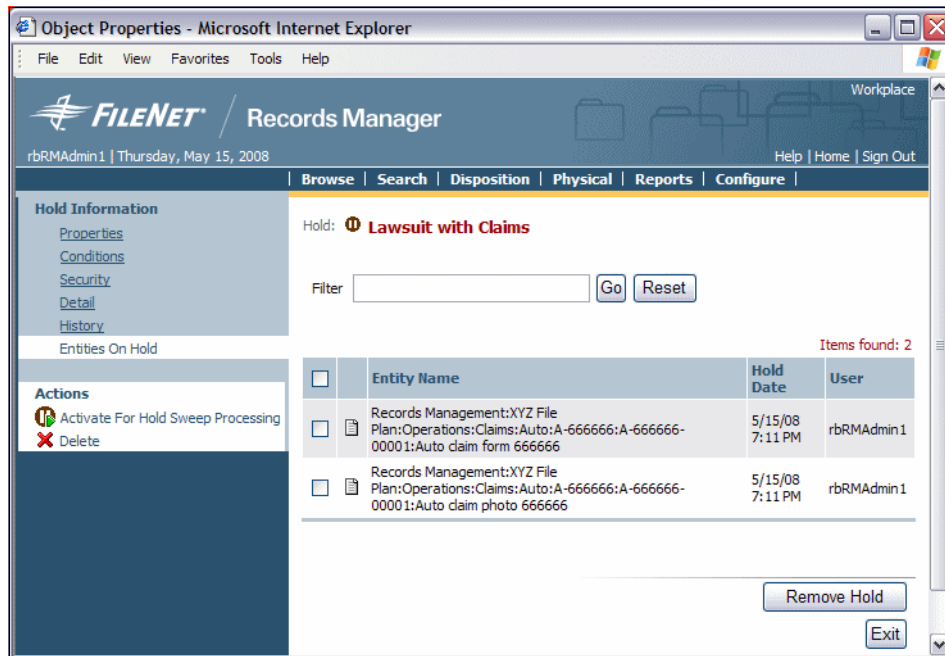 Object Properties - Microsoft Internet Explorer
File Edit View Favorites Tools Help
Workplace
FILENET Records Manager
rbRMAdmin1 | Thursday, May 15, 2008
Help | Home | Sign Out
| Browse | Search | Disposition | Physical | Reports | Configure |
Hold Information
Properties
Conditions
Security
Detail
History
Entities On Hold
Actions
Activate For Hold Sweep Processing
Delete
Hold: Lawsuit with Claims
Filter Go Reset
Items found: 2
Entity Name Hold Date User
Records Management:XYZ File
Plan:Operations:Claims:Auto:A-666666:A-666666-
00001:Auto claim form 666666
5/15/08
7:11 PM
rbRMAdmin1
Records Management:XYZ File
Plan:Operations:Claims:Auto:A-666666:A-666666-
00001:Auto claim photo 666666
5/15/08
7:11 PM
rbRMAdmin1
Remove Hold
Exit